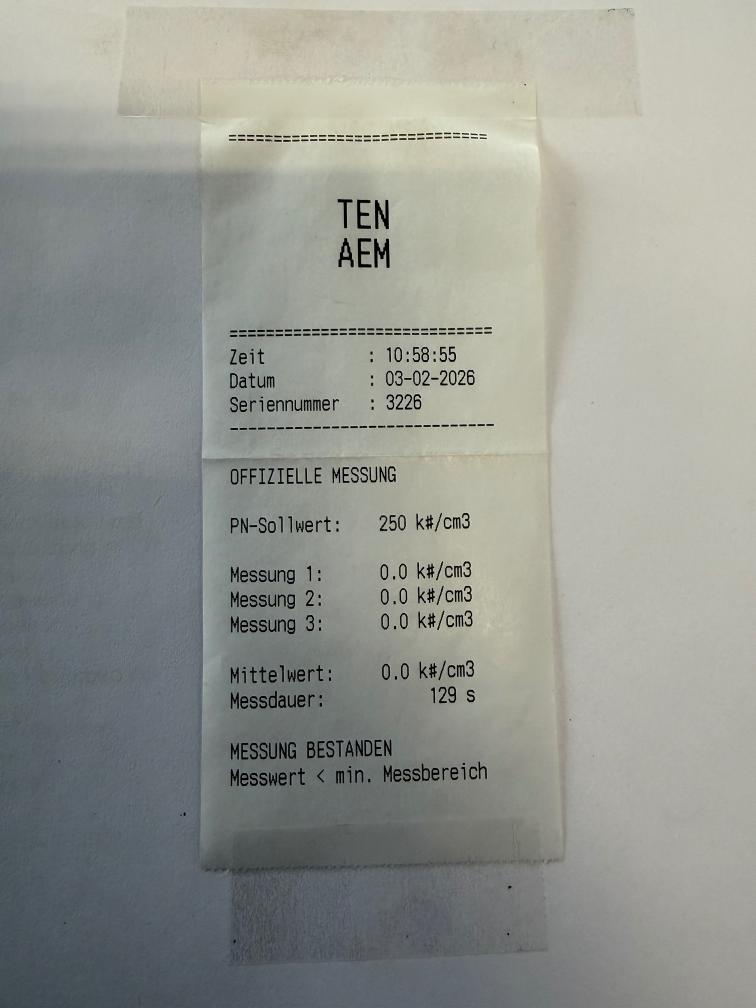 ============================
TEN
AEM
============================
Zeit : 10:58:55
Datum : 03-02-2026
Seriennummer : 3226
-----------------------------
OFFIZIELLE MESSUNG
PN-Sollwert: 250 k#/cm3
Messung 1: 0.0 k#/cm3
Messung 2: 0.0 k#/cm3
Messung 3: 0.0 k#/cm3
Mittelwert: 0.0 k#/cm3
Messdauer: 129 s
MESSUNG BESTANDEN
Messwert < min. Messbereich